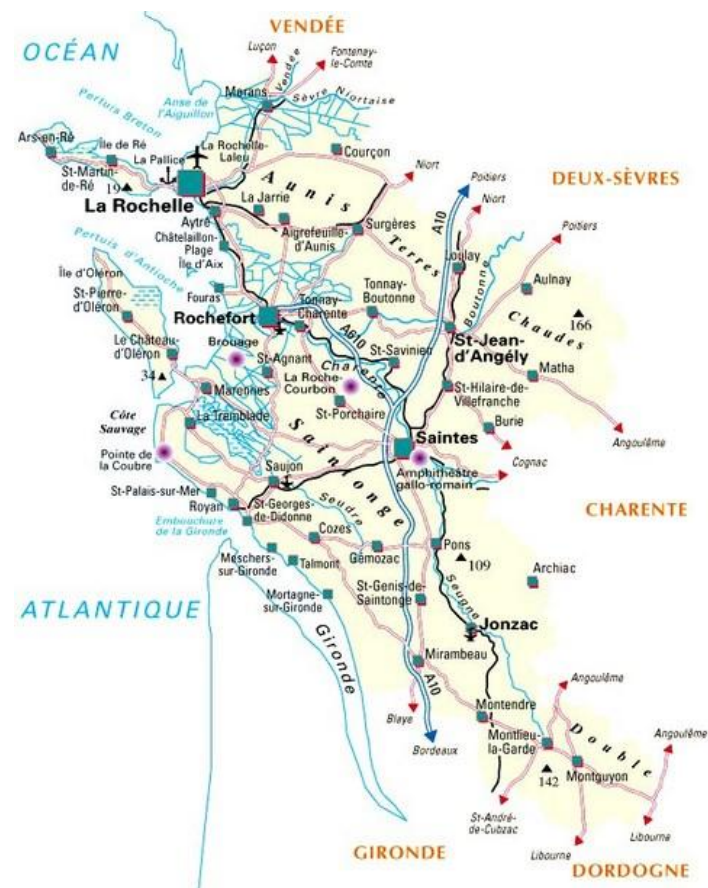 VENDÉE
OCÉAN
Luçon
Vendée
Fontenay-
le-Comte
Marans
Sèvre Niortaise
Pertuis Breton
Anse de
l'Aiguillon
Ars-en-Ré
Île de Ré
La Pallice
La Rochelle-
Laleu
Courçon
St-Martin-
de-Ré
19
Niort
Poitiers
DEUX-SÈVRES
La Rochelle
Aunis
La Jarrie
A10
Niort
Aytré
Aigrefeuille-
d'Aunis
Surgères
Poitiers
Châtelaillon-
Plage
Terres
Pertuis d'Antioche
Île d'Aix
Loulay
Île d'Oléron
Boutonne
Aulnay
St-Pierre-
d'Oléron
Fouras
Tonnay-
Charente
Tonnay-
Boutonne
Chaudes
166
Rochefort
A610
St-Jean-
d'Angély
Le Château-
d'Oléron
Brouage
St-Agnant
Charente
St-Savinien
Matha
34
La Roche-
Courbon
Marennes
St-Hilaire-de-
Villefranche
Côte
Sauvage
La Tremblade
St-Porchaire
Burie
Angoulême
Saintonge
Saintes
Cognac
Pointe de
la Coubre
Saujon
Amphithéâtre
gallo-romain
St-Palais-sur-Mer
Royan
St-Georges-
de-Didonne
Seudre
CHARENTE
Embouchure
de la Gironde
Cozes
Gémozac
Pons
109
Archiac
Meschers-
sur-Gironde
Talmont
Seugne
ATLANTIQUE
Mortagne-
sur-Gironde
St-Genis-de-
Saintonge
Jonzac
Gironde
Mirambeau
A10
Angoulême
Blaye
Montendre
Bordeaux
Montlieu-
la-Garde
Double
Angoulême
142
Montguyon
St-André-
de-Cubzac
Libourne
GIRONDE
Libourne
DORDOGNE